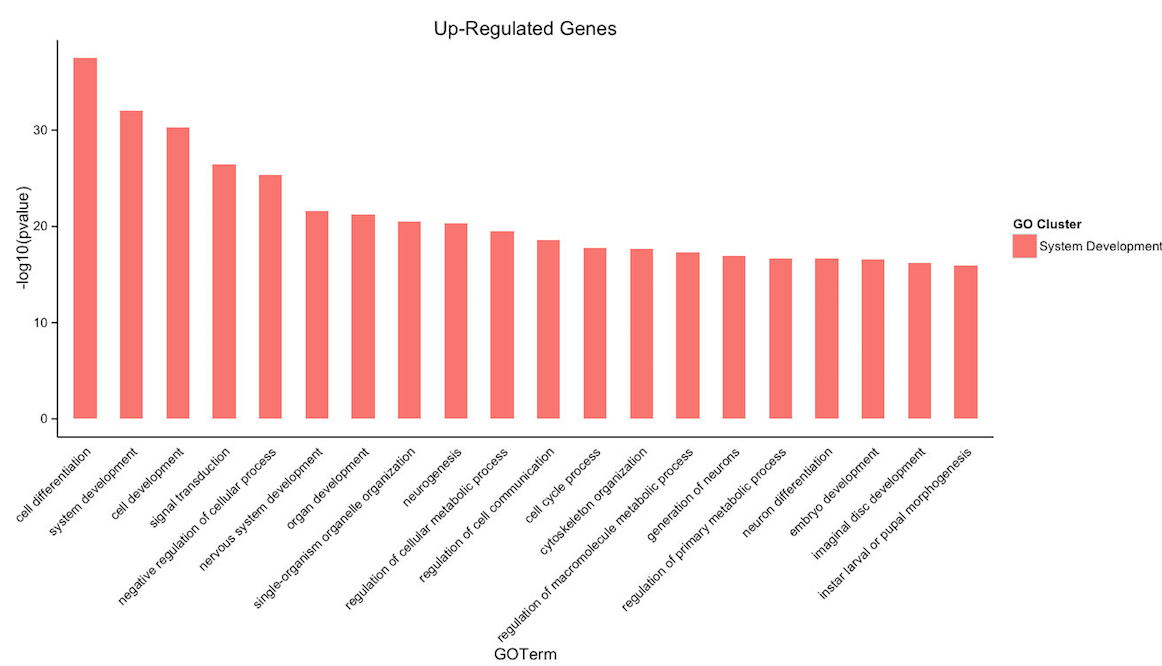 Up-Regulated Genes
-log10(pvalue)
30
20
10
0
cell differentiation
system development
cell development
signal transduction
negative regulation of cellular process
nervous system development
organ development
single-organism organelle organization
neurogenesis
regulation of cellular metabolic process
regulation of cell communication
cell cycle process
cytoskeleton organization
regulation of macromolecule metabolic process
generation of neurons
regulation of primary metabolic process
neuron differentiation
embryo development
imaginal disc development
instar larval or pupal morphogenesis
GOTerm
GO Cluster
System Development